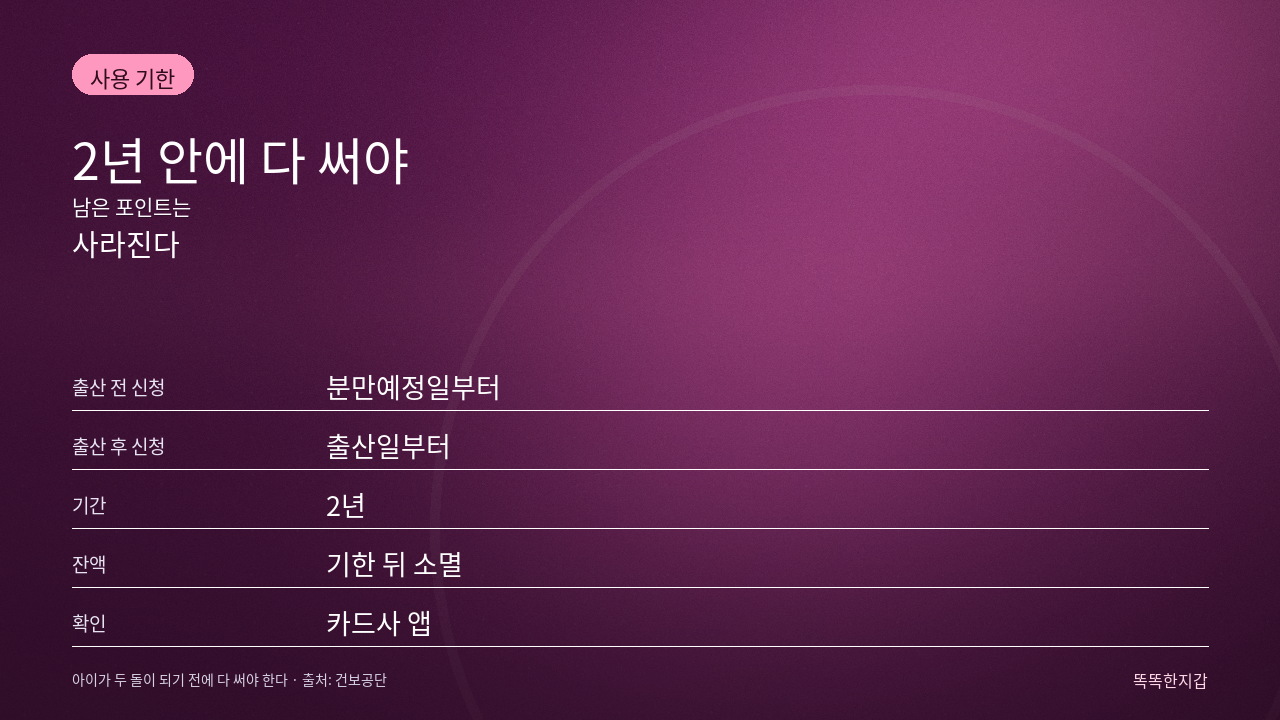 사용 기한
2년 안에 다 써야
남은 포인트는
사라진다
출산 전 신청 분만예정일부터
출산 후 신청 출산일부터
기간 2년
잔액 기한 뒤 소멸
확인 카드사 앱
아이가 두 돌이 되기 전에 다 써야 한다 · 출처: 건보공단
똑똑한지갑